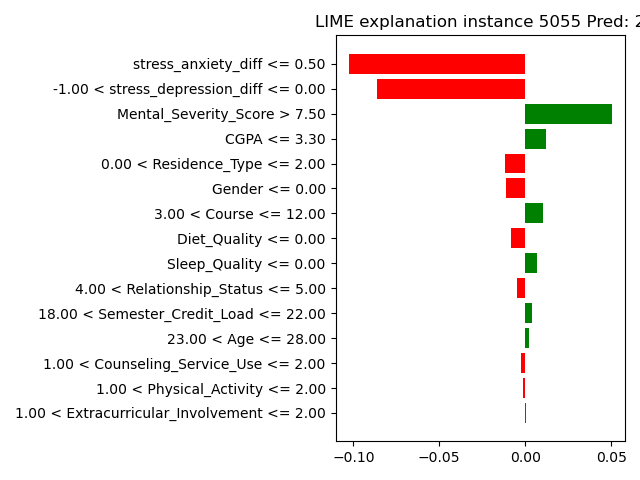 LIME explanation instance 5055 Pred: 2
stress_anxiety_diff <= 0.50
-1.00 < stress_depression_diff <= 0.00
Mental_Severity_Score > 7.50
CGPA <= 3.30
0.00 < Residence_Type <= 2.00
Gender <= 0.00
3.00 < Course <= 12.00
Diet_Quality <= 0.00
Sleep_Quality <= 0.00
4.00 < Relationship_Status <= 5.00
18.00 < Semester_Credit_Load <= 22.00
23.00 < Age <= 28.00
1.00 < Counseling_Service_Use <= 2.00
1.00 < Physical_Activity <= 2.00
1.00 < Extracurricular_Involvement <= 2.00
−0.10 −0.05 0.00 0.05